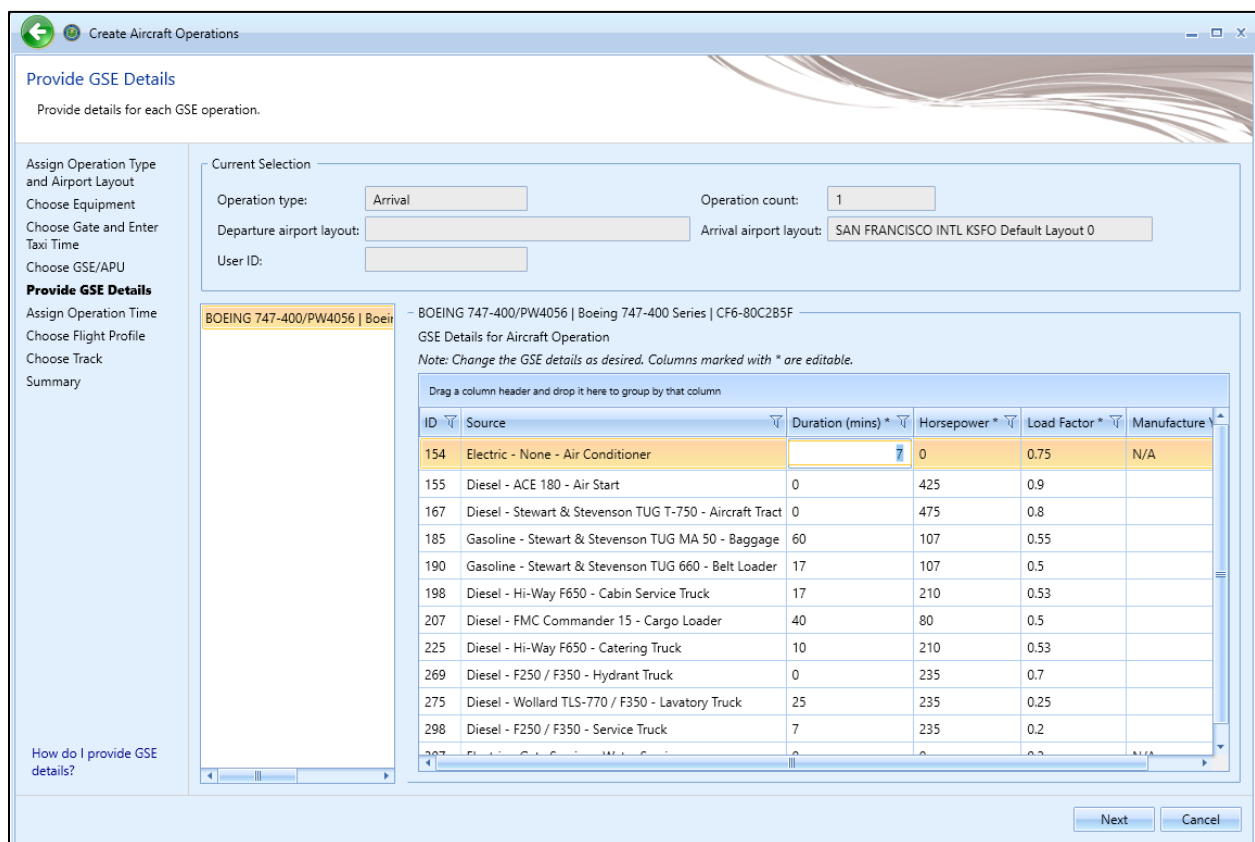 Create Aircraft Operations
Provide GSE Details
Provide details for each GSE operation.
Assign Operation Type
and Airport Layout
Choose Equipment
Choose Gate and Enter
Taxi Time
Choose GSE/APU
Provide GSE Details
Assign Operation Time
Choose Flight Profile
Choose Track
Summary
How do I provide GSE
details?
Current Selection
Operation type: Arrival Operation count: 1
Departure airport layout: Arrival airport layout: SAN FRANCISCO INTL KSFO Default Layout 0
User ID:
BOEING 747-400/PW4056 | Boein
BOEING 747-400/PW4056 | Boeing 747-400 Series | CF6-80C2B5F
GSE Details for Aircraft Operation
Note: Change the GSE details as desired. Columns marked with * are editable.
Drag a column header and drop it here to group by that column
ID Source Duration (mins) * Horsepower * Load Factor * Manufacture
154 Electric - None - Air Conditioner 7 0 0.75 N/A
155 Diesel - ACE 180 - Air Start 0 425 0.9
167 Diesel - Stewart & Stevenson TUG T-750 - Aircraft Tract 0 475 0.8
185 Gasoline - Stewart & Stevenson TUG MA 50 - Baggage 60 107 0.55
190 Gasoline - Stewart & Stevenson TUG 660 - Belt Loader 17 107 0.5
198 Diesel - Hi-Way F650 - Cabin Service Truck 17 210 0.53
207 Diesel - FMC Commander 15 - Cargo Loader 40 80 0.5
225 Diesel - Hi-Way F650 - Catering Truck 10 210 0.53
269 Diesel - F250 / F350 - Hydrant Truck 0 235 0.7
275 Diesel - Wollard TLS-770 / F350 - Lavatory Truck 25 235 0.25
298 Diesel - F250 / F350 - Service Truck 7 235 0.2
Next Cancel